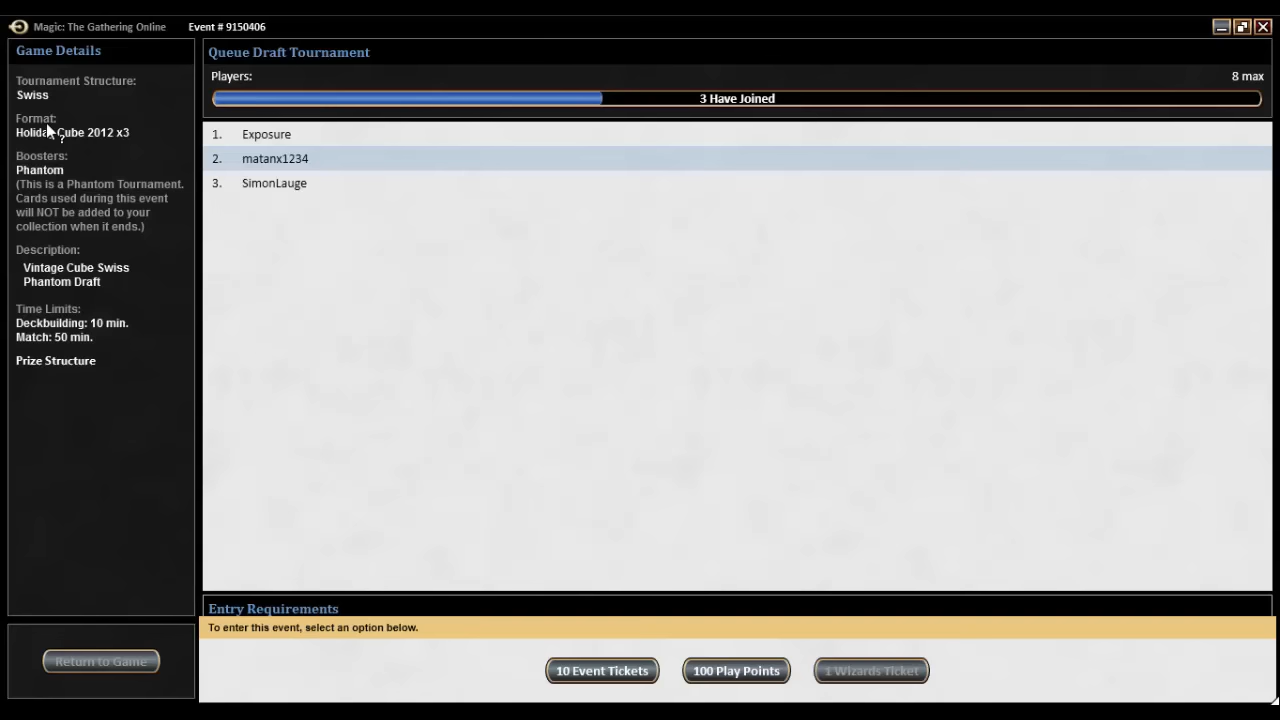 Magic: The Gathering Online Event # 9150406
Game Details
Tournament Structure:
Swiss
Format:
Holiday Cube 2012 x3
Boosters:
Phantom
(This is a Phantom Tournament.
Cards used during this event
will NOT be added to your
collection when it ends.)
Description:
Vintage Cube Swiss
Phantom Draft
Time Limits:
Deckbuilding: 10 min.
Match: 50 min.
Prize Structure
Return to Game
Queue Draft Tournament
Players: 8 max
3 Have Joined
1. Exposure
2. matanx1234
3. SimonLauge
Entry Requirements
To enter this event, select an option below.
10 Event Tickets 100 Play Points 1 Wizards Ticket